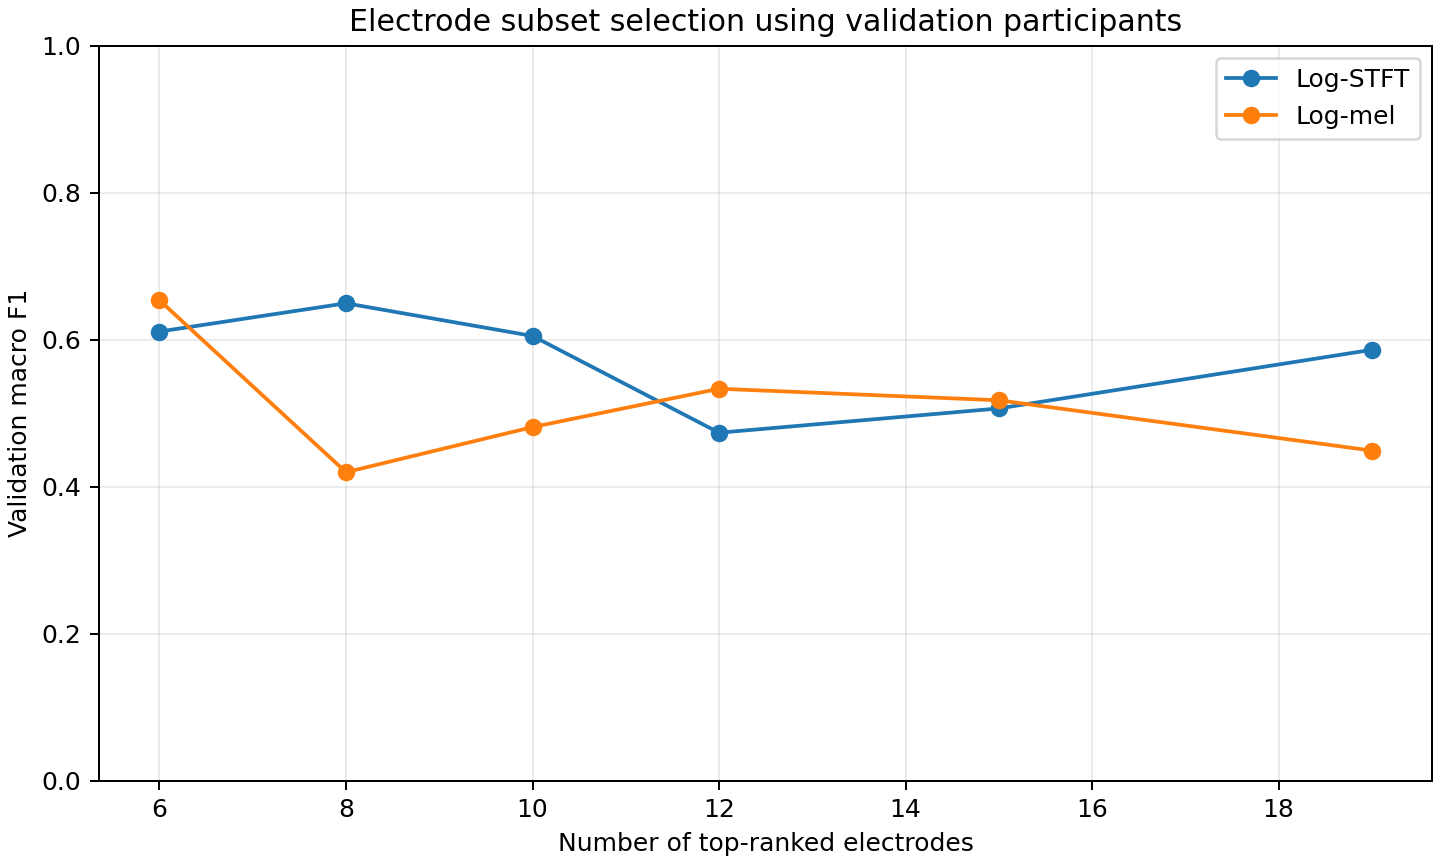 Electrode subset selection using validation participants
Log-STFT
Log-mel
Validation macro F1
1.0
0.8
0.6
0.4
0.2
0.0
6 8 10 12 14 16 18
Number of top-ranked electrodes